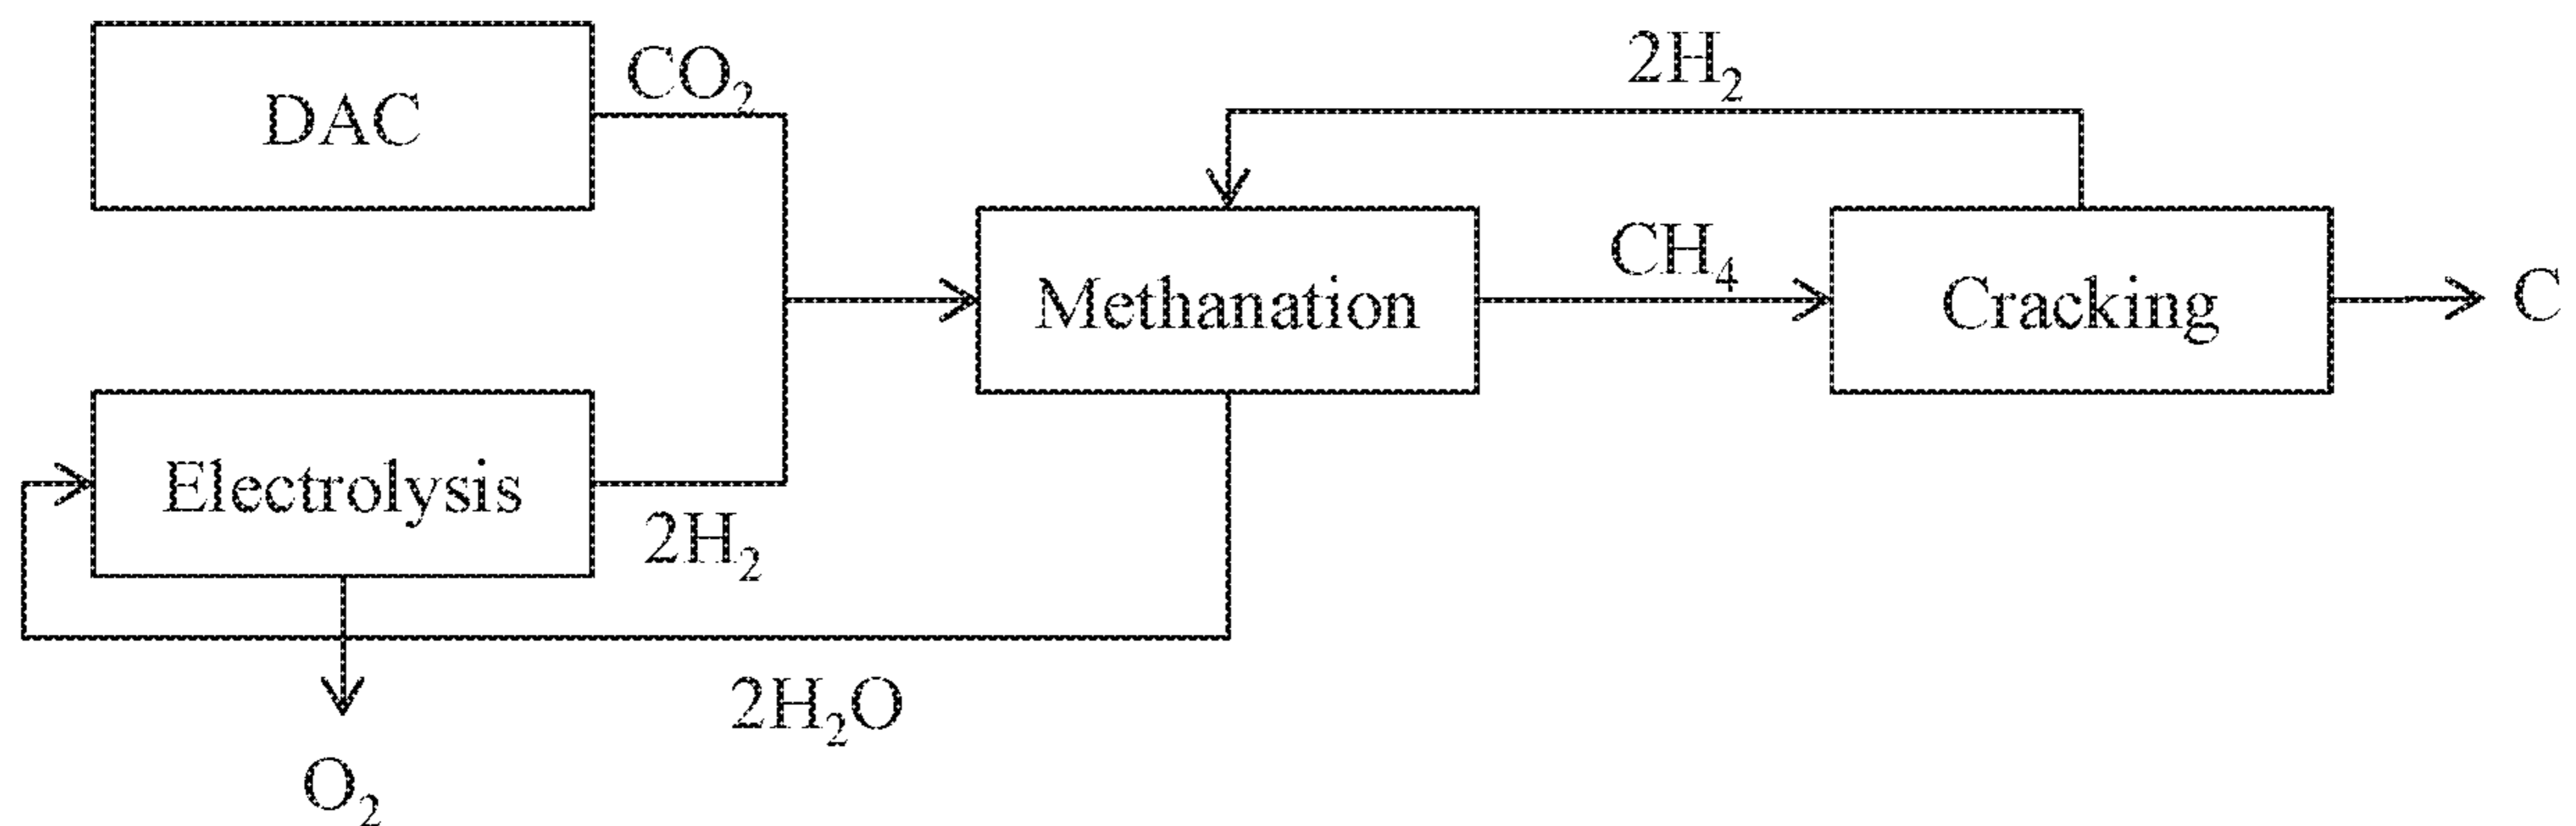 DAC
CO₂
2H₂
Methanation
CH₄
Cracking
C
Electrolysis
2H₂
2H₂O
O₂